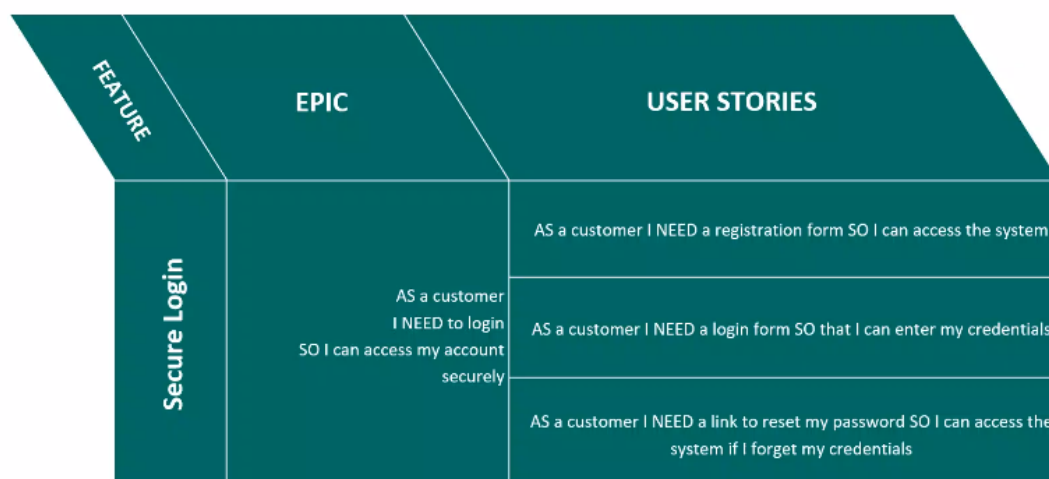 FEATURE
EPIC
USER STORIES
Secure Login
AS a customer
I NEED to login
SO I can access my account
securely
AS a customer I NEED a registration form SO I can access the system
AS a customer I NEED a login form SO that I can enter my credentials
AS a customer I NEED a link to reset my password SO I can access the
system if I forget my credentials